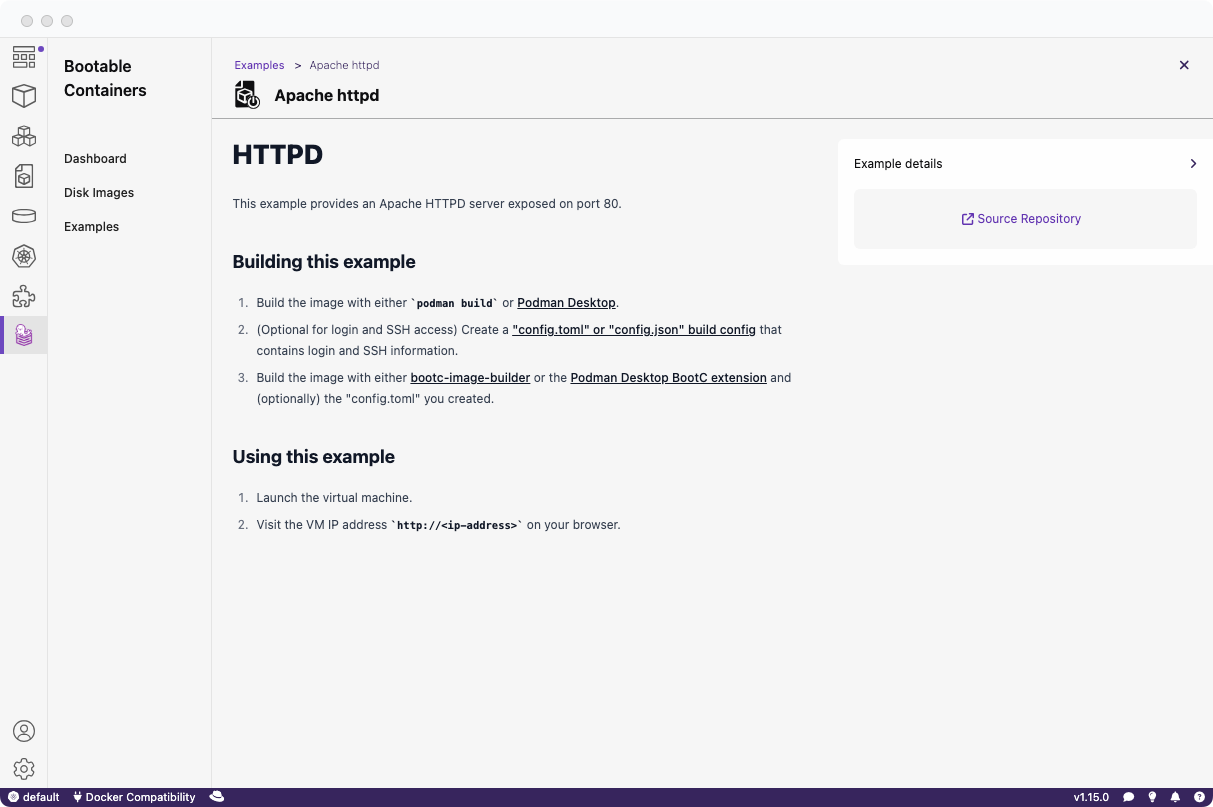 Bootable
Containers
Dashboard
Disk Images
Examples
Examples > Apache httpd
Apache httpd
HTTPD
This example provides an Apache HTTPD server exposed on port 80.
Building this example
1. Build the image with either `podman build` or Podman Desktop.
2. (Optional for login and SSH access) Create a "config.toml" or "config.json" build config that
contains login and SSH information.
3. Build the image with either bootc-image-builder or the Podman Desktop BootC extension and
(optionally) the "config.toml" you created.
Using this example
1. Launch the virtual machine.
2. Visit the VM IP address `http://<ip-address>` on your browser.
Example details
Source Repository
default Docker Compatibility v1.15.0